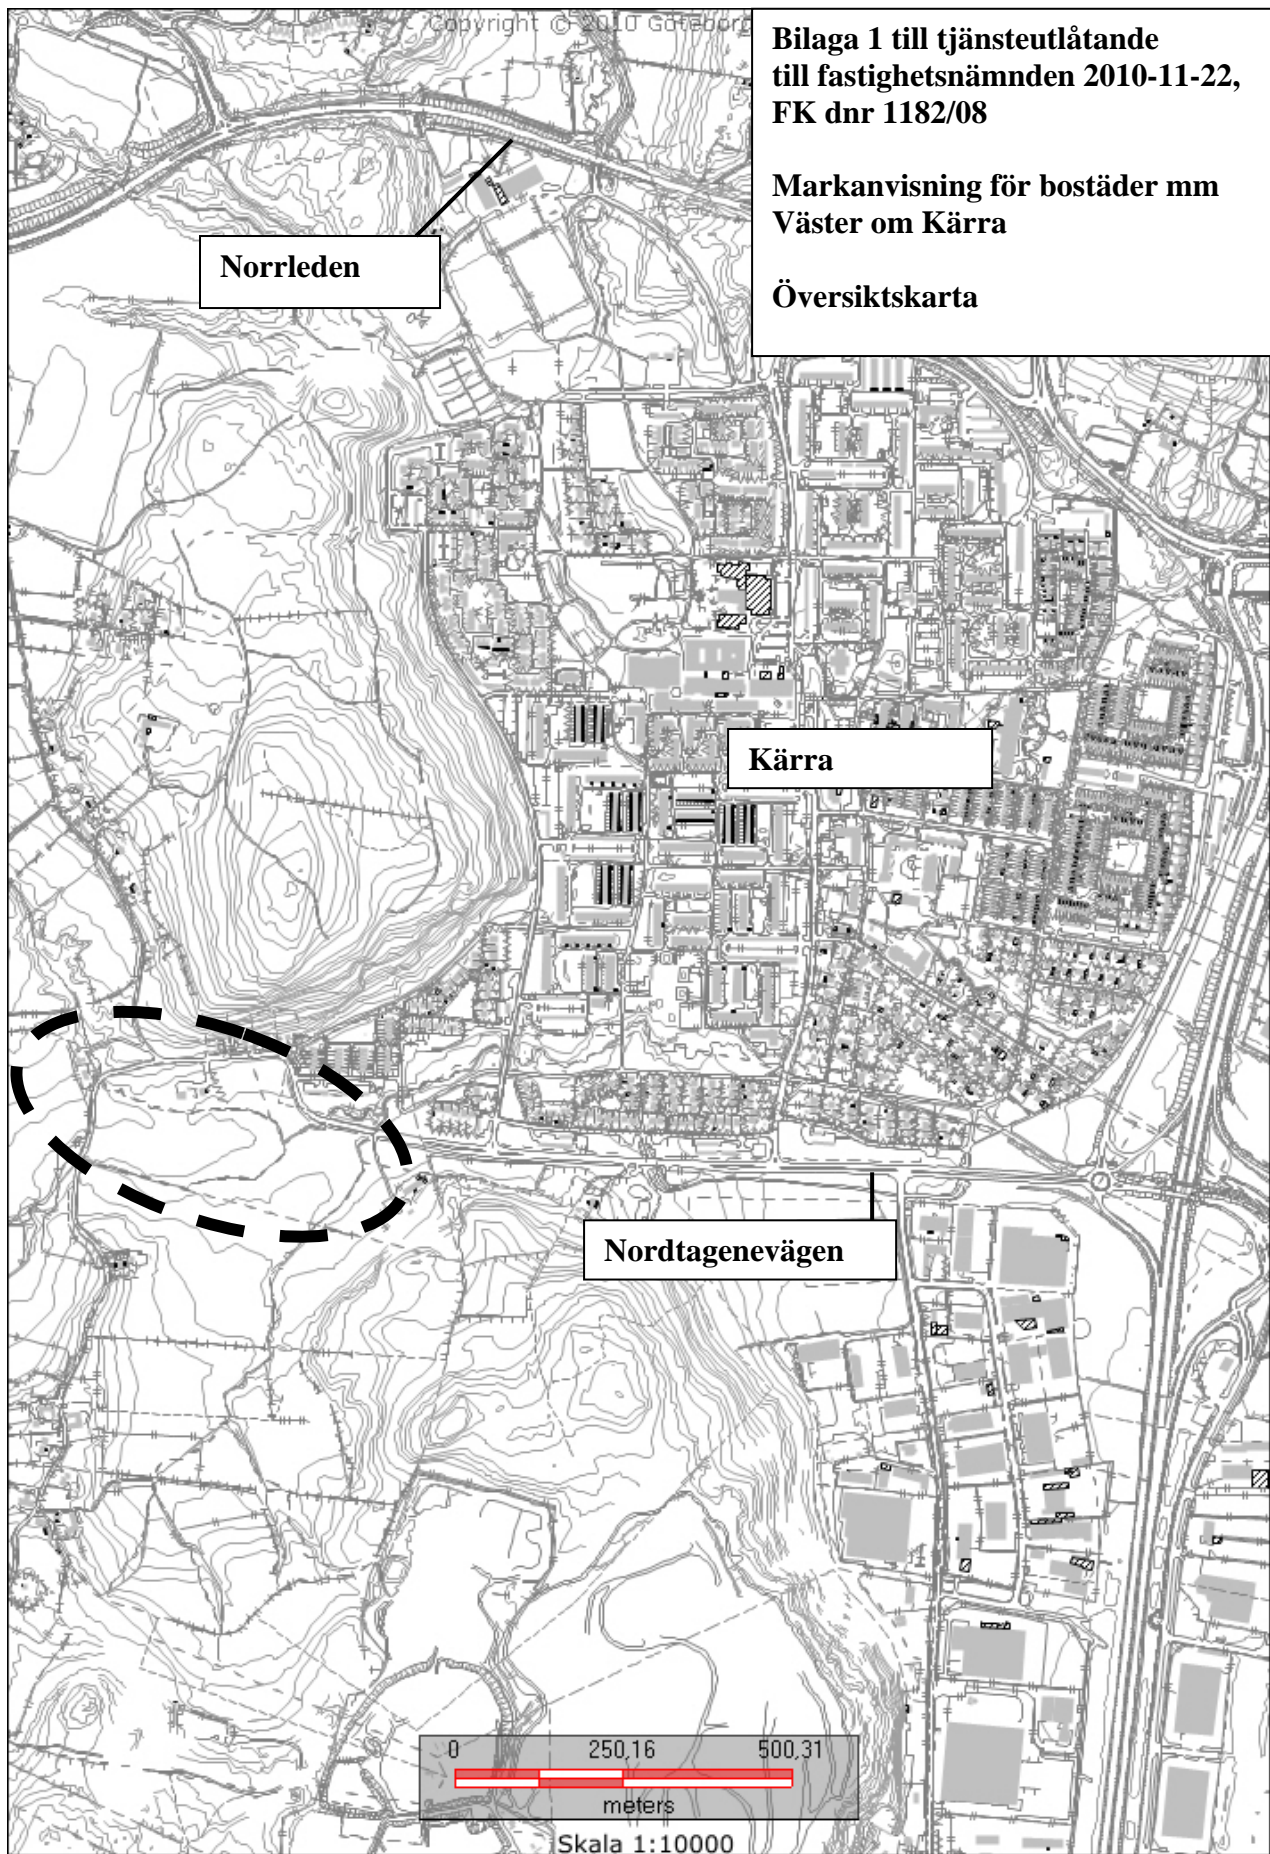 Copyright © 2010 Göteborg
Bilaga 1 till tjänsteutlåtande
till fastighetsnämnden 2010-11-22,
FK dnr 1182/08
Markanvisning för bostäder mm
Väster om Kärra
Översiktskarta
Norrleden
Kärra
Nordtagenevägen
0 250,16 500,31
meters
Skala 1:10000